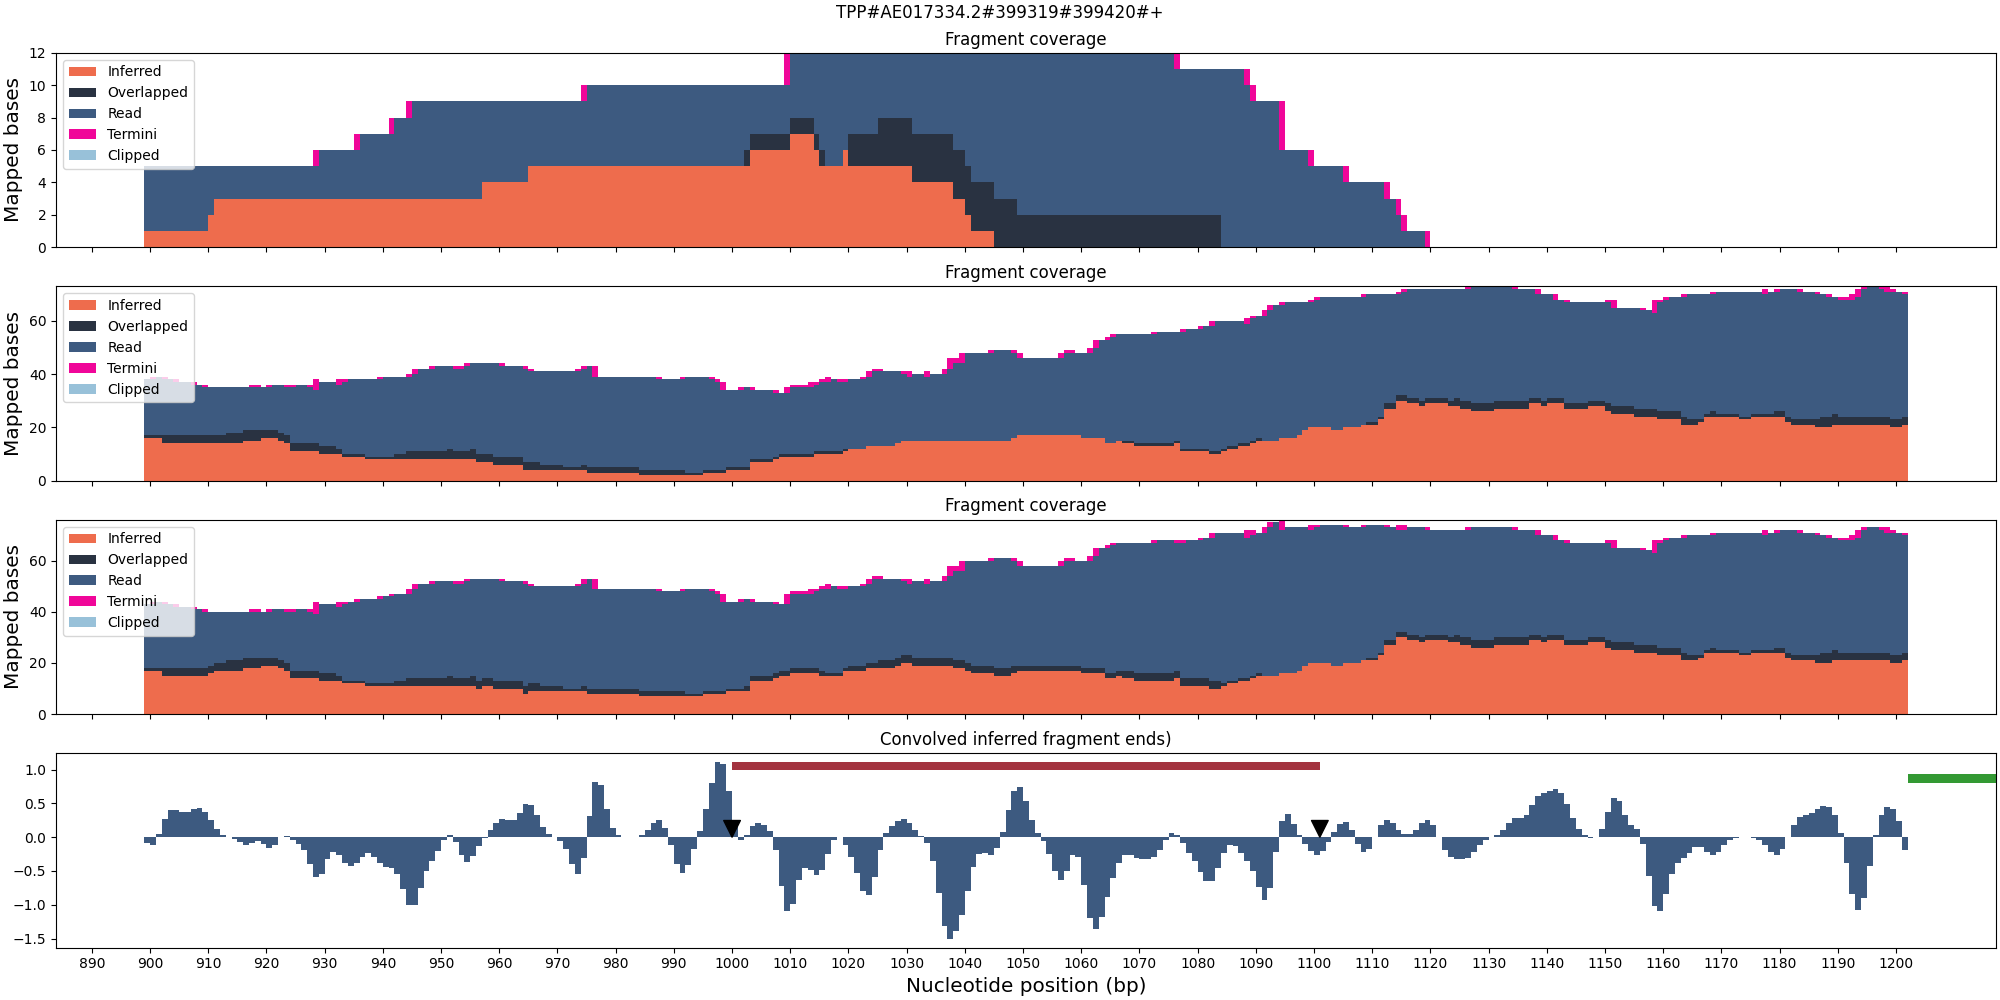 TPP#AE017334.2#399319#399420#+
Fragment coverage
Mapped bases
12
10
8
6
4
2
0
Inferred
Overlapped
Read
Termini
Clipped
Fragment coverage
Mapped bases
60
40
20
0
Inferred
Overlapped
Read
Termini
Clipped
Fragment coverage
Mapped bases
60
40
20
0
Inferred
Overlapped
Read
Termini
Clipped
Convolved inferred fragment ends)
1.0
0.5
0.0
−0.5
−1.0
−1.5
890 900 910 920 930 940 950 960 970 980 990 1000 1010 1020 1030 1040 1050 1060 1070 1080 1090 1100 1110 1120 1130 1140 1150 1160 1170 1180 1190 1200
Nucleotide position (bp)